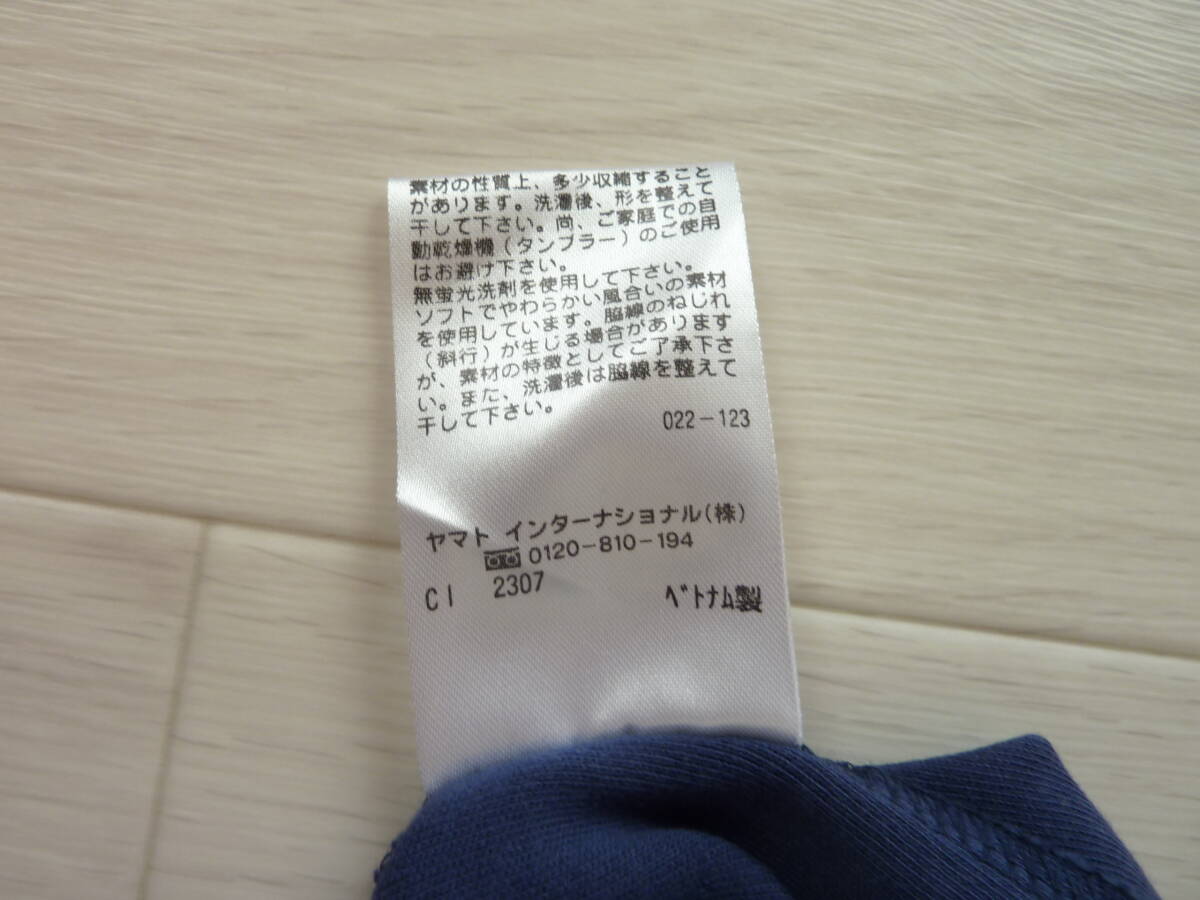 素材の性質上、多少収縮すること
があります。洗濯後、形を整えて
干して下さい。尚、ご家庭での自
動乾燥機（タンブラー）のご使用
はお避け下さい。
無蛍光洗剤を使用して下さい。
ソフトでやわらかい風合いの素材
を使用しています。脇線のねじれ
（斜行）が生じる場合があります
が、素材の特徴としてご了承下さ
い。また、洗濯後は脇線を整えて
干して下さい。
022－123
ヤマト インターナショナル(株)
0120-810-194
CI 2307 ベトナム製